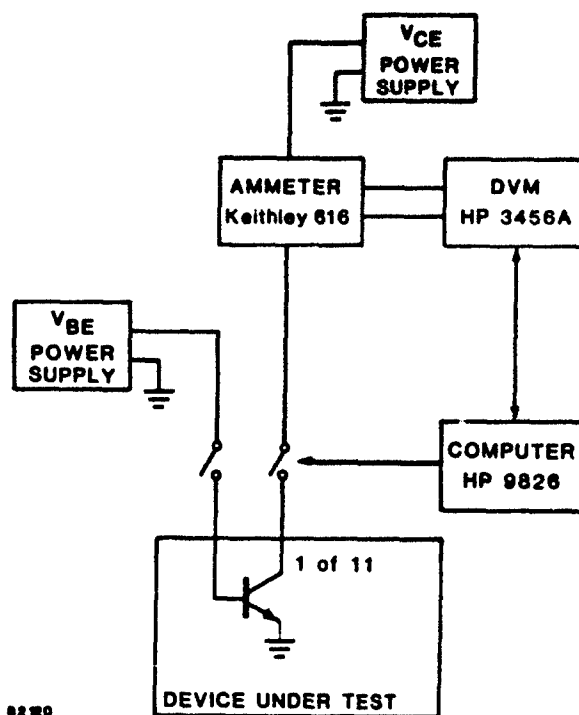 VCE
POWER
SUPPLY
AMMETER
Keithley 616
DVM
HP 3456A
VBE
POWER
SUPPLY
COMPUTER
HP 9826
1 of 11
DEVICE UNDER TEST